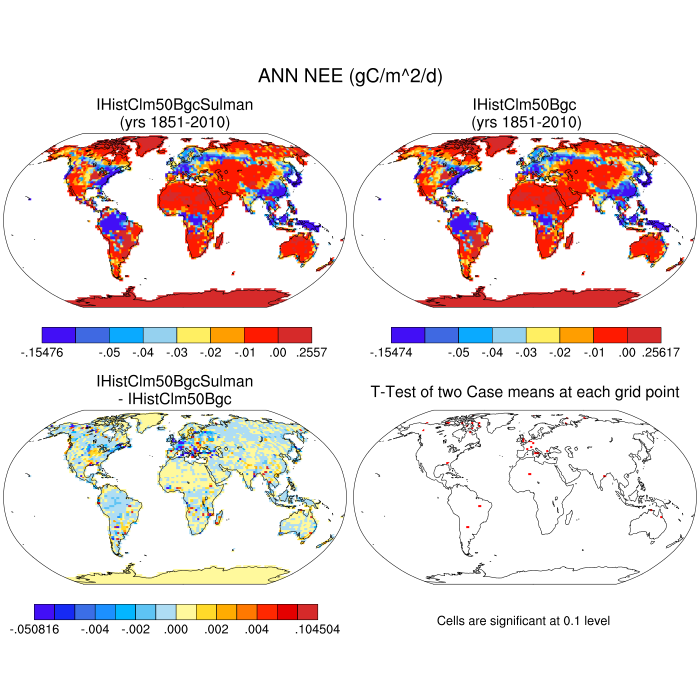 ANN NEE (gC/m^2/d)
IHistClm50BgcSulman
(yrs 1851-2010)
IHistClm50Bgc
(yrs 1851-2010)
-.15476 -.05 -.04 -.03 -.02 -.01 .00 .2557
-.15474 -.05 -.04 -.03 -.02 -.01 .00 .25617
IHistClm50BgcSulman
- IHistClm50Bgc
T-Test of two Case means at each grid point
-.050816 -.004 -.002 .000 .002 .004 .104504
Cells are significant at 0.1 level